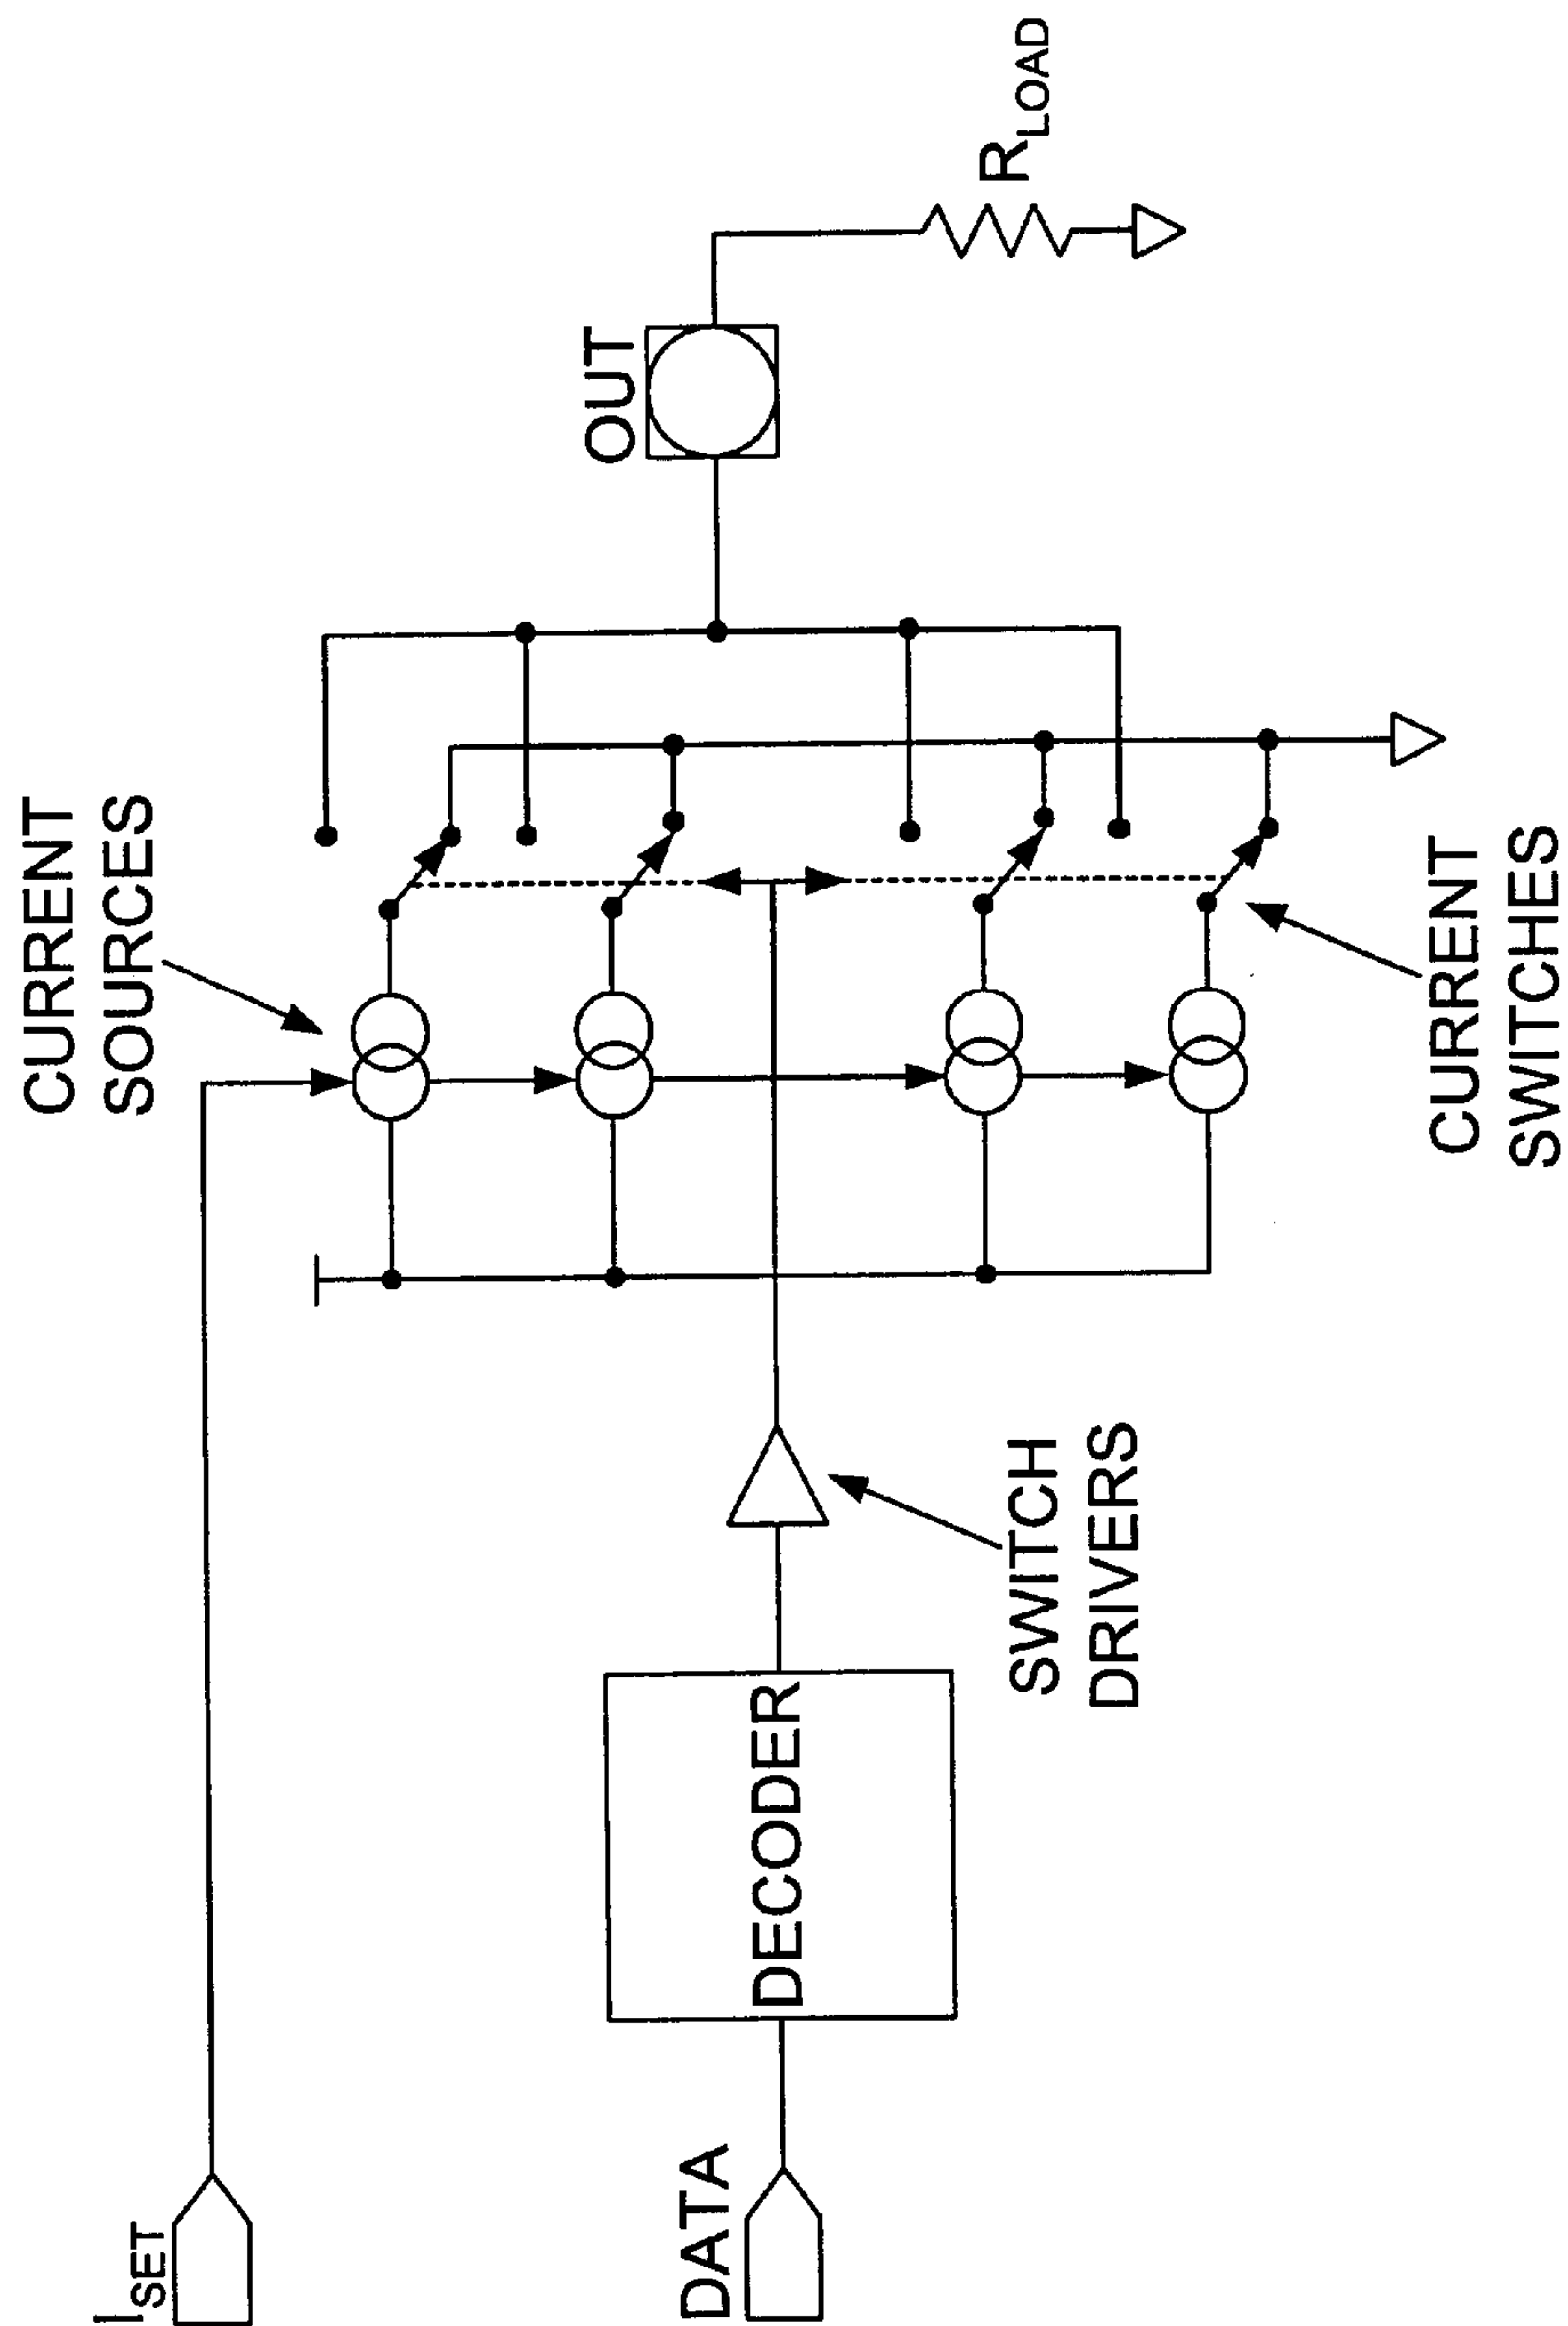 I_SET
DATA
DECODER
SWITCH
DRIVERS
CURRENT
SOURCES
CURRENT
SWITCHES
OUT
R_LOAD